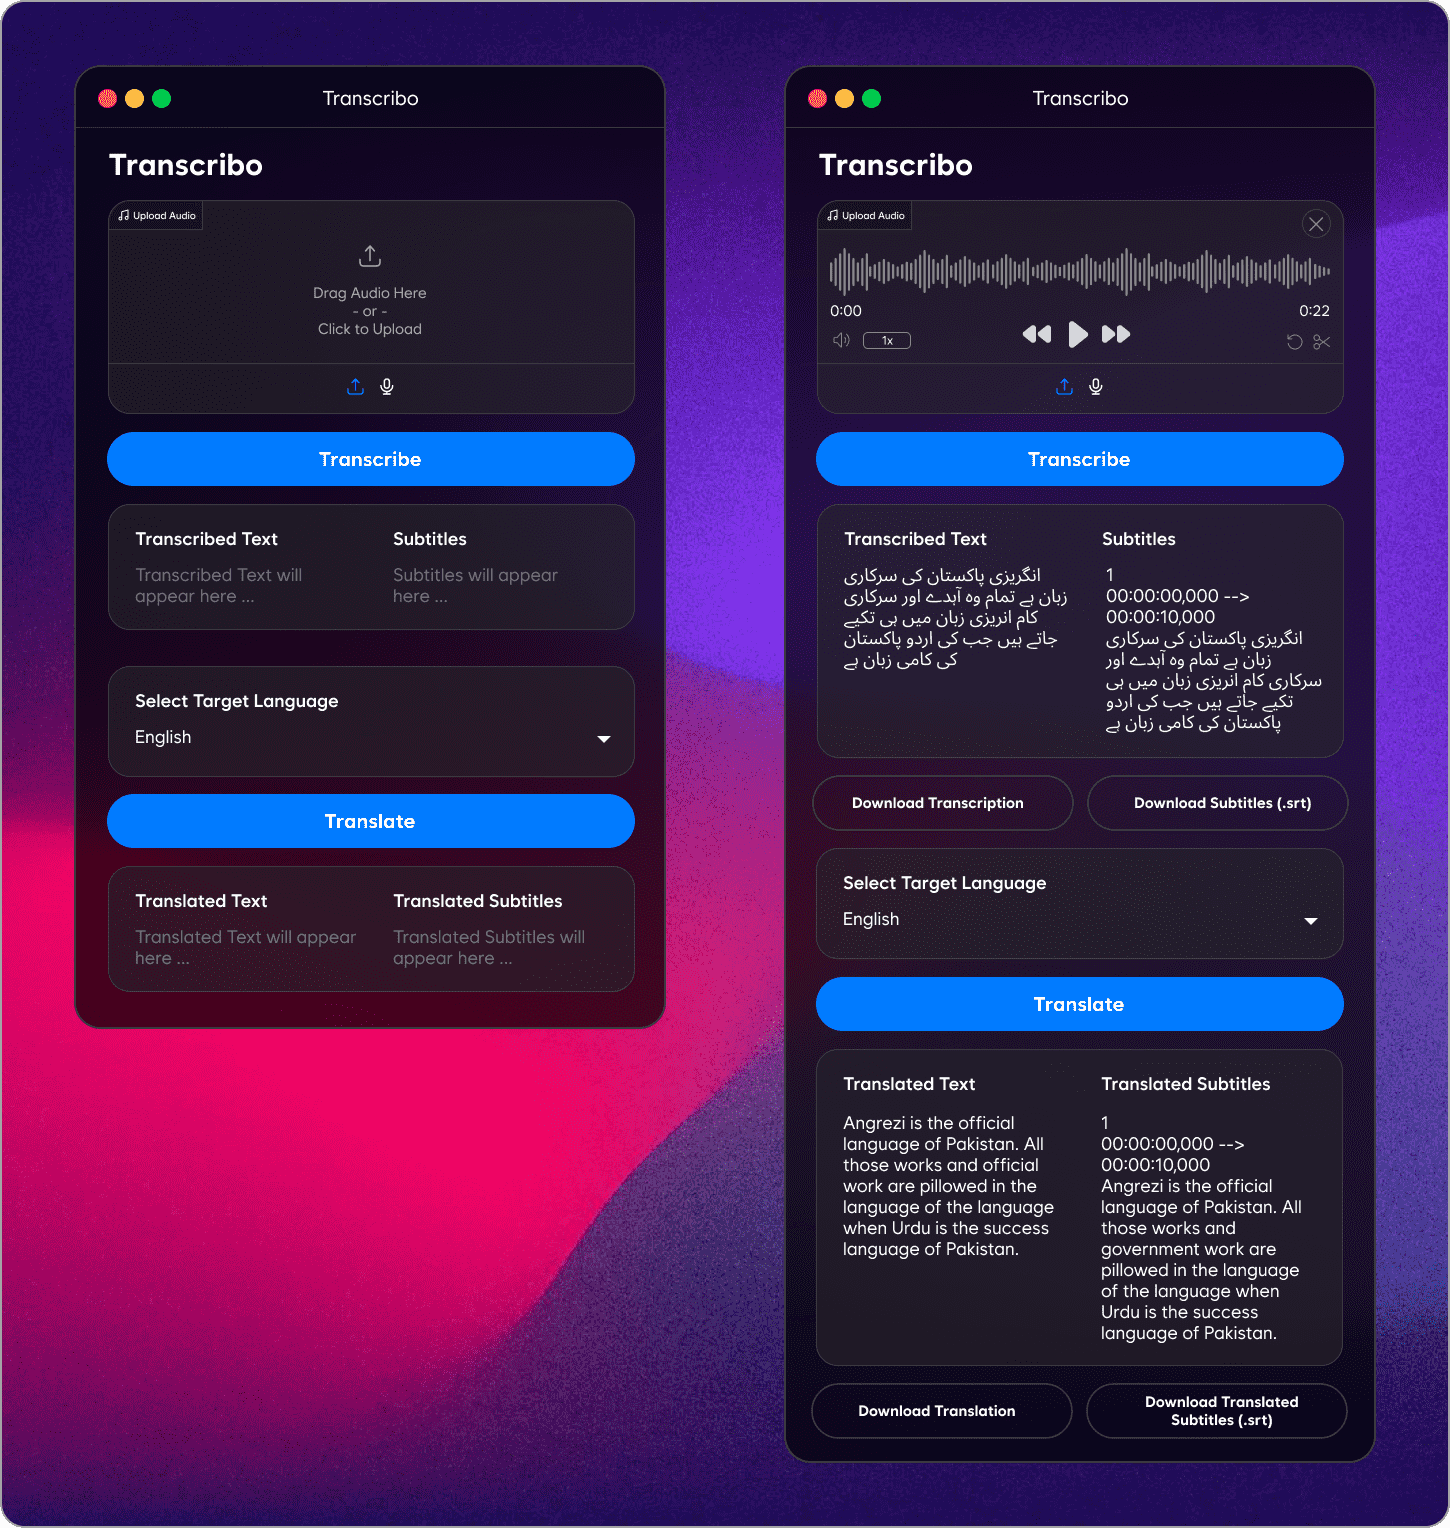 Transcribo
Transcribo
Upload Audio
Drag Audio Here
- or -
Click to Upload
Transcribe
Transcribed Text
Transcribed Text will
appear here ...
Subtitles
Subtitles will appear
here ...
Select Target Language
English
Translate
Translated Text
Translated Text will appear
here ...
Translated Subtitles
Translated Subtitles will
appear here ...
Transcribo
Transcribo
Upload Audio
0:00
0:22
1x
Transcribe
Transcribed Text
انگریزی پاکستان کی سرکاری
زبان ہے تمام وہ آہدے اور سرکاری
کام انریزی زبان میں ہی تکیے
جاتے ہیں جب کی اردو پاکستان
کی کامی زبان ہے
Subtitles
1
00:00:00,000 -->
00:00:10,000
انگریزی پاکستان کی سرکاری
زبان ہے تمام وہ آہدے اور
سرکاری کام انریزی زبان میں ہی
تکیے جاتے ہیں جب کی اردو
پاکستان کی کامی زبان ہے
Download Transcription
Download Subtitles (.srt)
Select Target Language
English
Translate
Translated Text
Angrezi is the official
language of Pakistan. All
those works and official
work are pillowed in the
language of the language
when Urdu is the success
language of Pakistan.
Translated Subtitles
1
00:00:00,000 -->
00:00:10,000
Angrezi is the official
language of Pakistan. All
those works and
government work are
pillowed in the language
of the language when
Urdu is the success
language of Pakistan.
Download Translation
Download Translated
Subtitles (.srt)